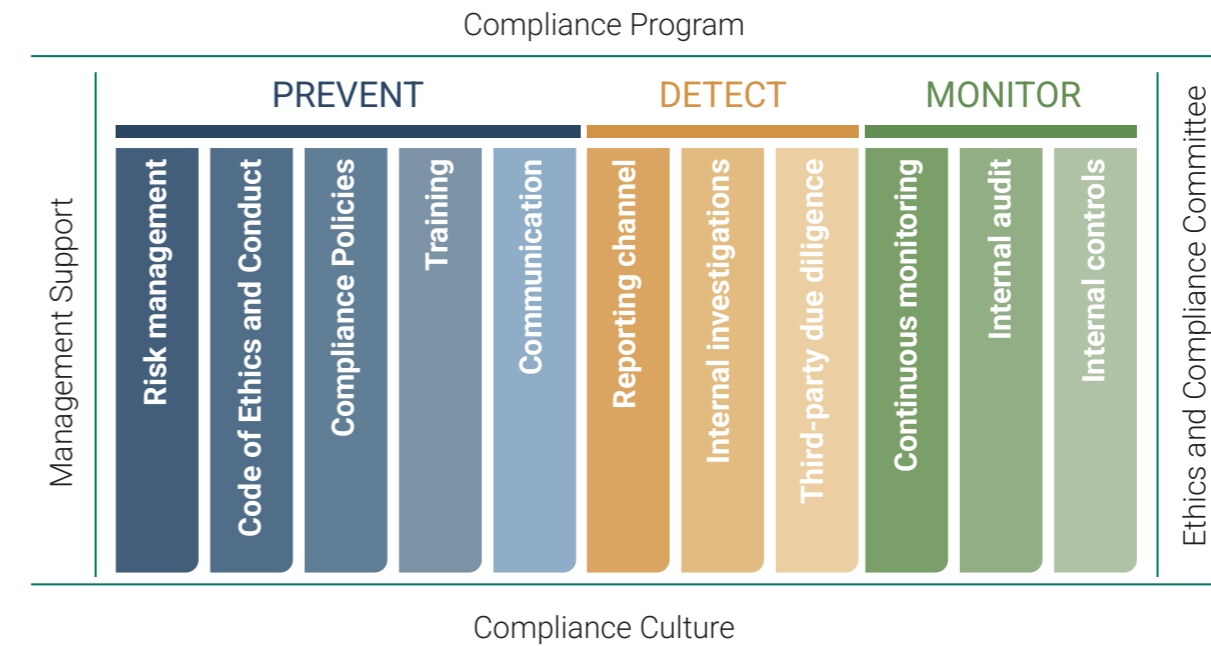 Compliance Program
PREVENT
DETECT
MONITOR
Management Support
Risk management
Code of Ethics and Conduct
Compliance Policies
Training
Communication
Reporting channel
Internal investigations
Third-party due diligence
Continuous monitoring
Internal audit
Internal controls
Ethics and Compliance Committee
Compliance Culture